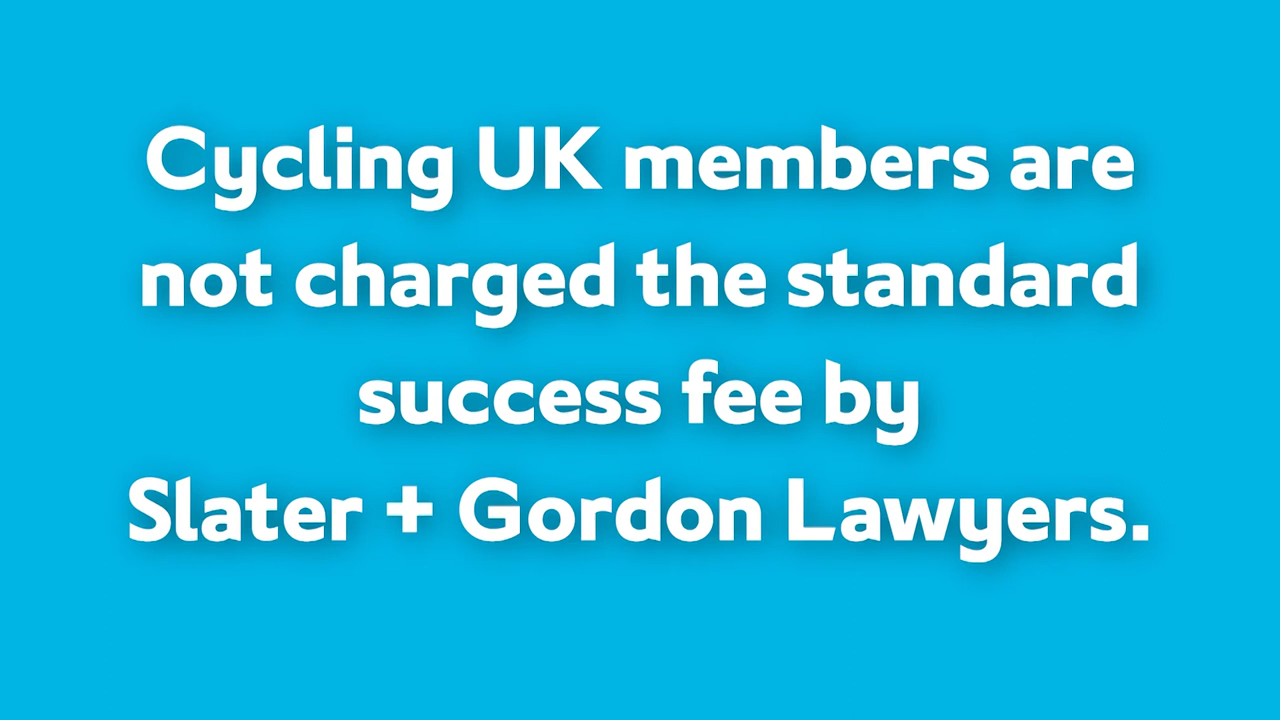 Cycling UK members are
not charged the standard
success fee by
Slater + Gordon Lawyers.